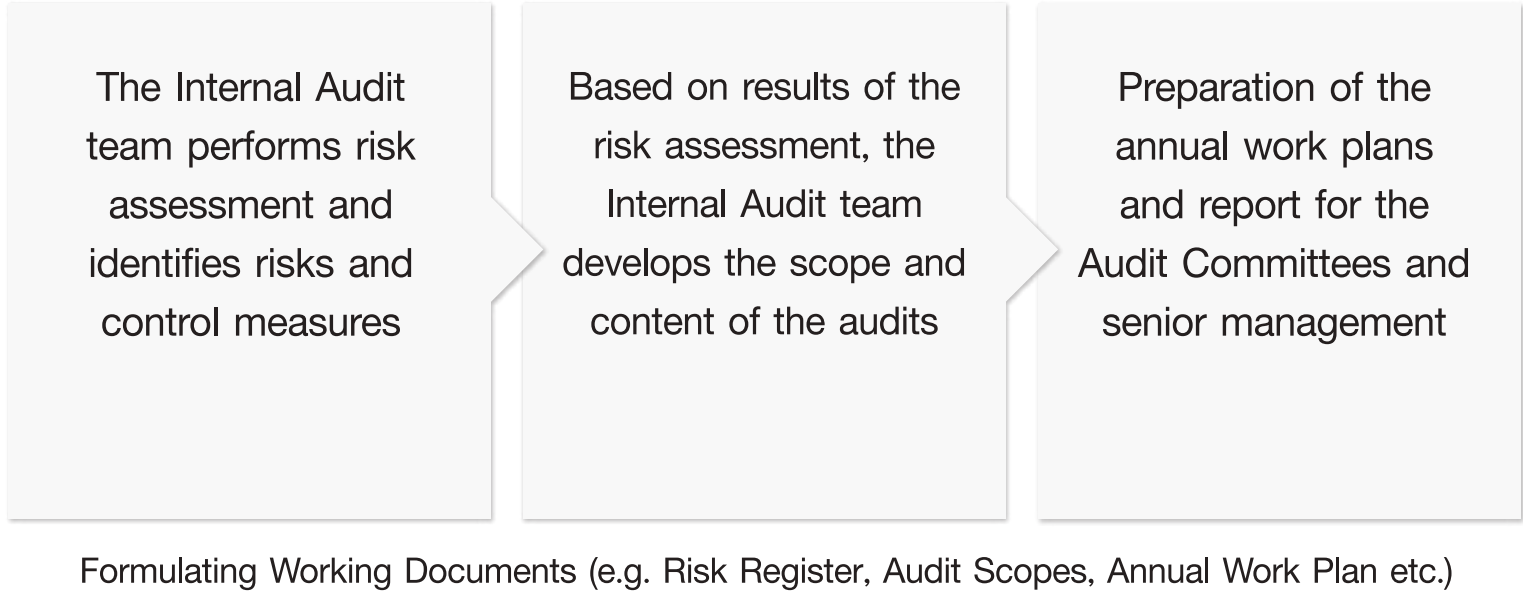 The Internal Audit
team performs risk
assessment and
identifies risks and
control measures
Based on results of the
risk assessment, the
Internal Audit team
develops the scope and
content of the audits
Preparation of the
annual work plans
and report for the
Audit Committees and
senior management
Formulating Working Documents (e.g. Risk Register, Audit Scopes, Annual Work Plan etc.)